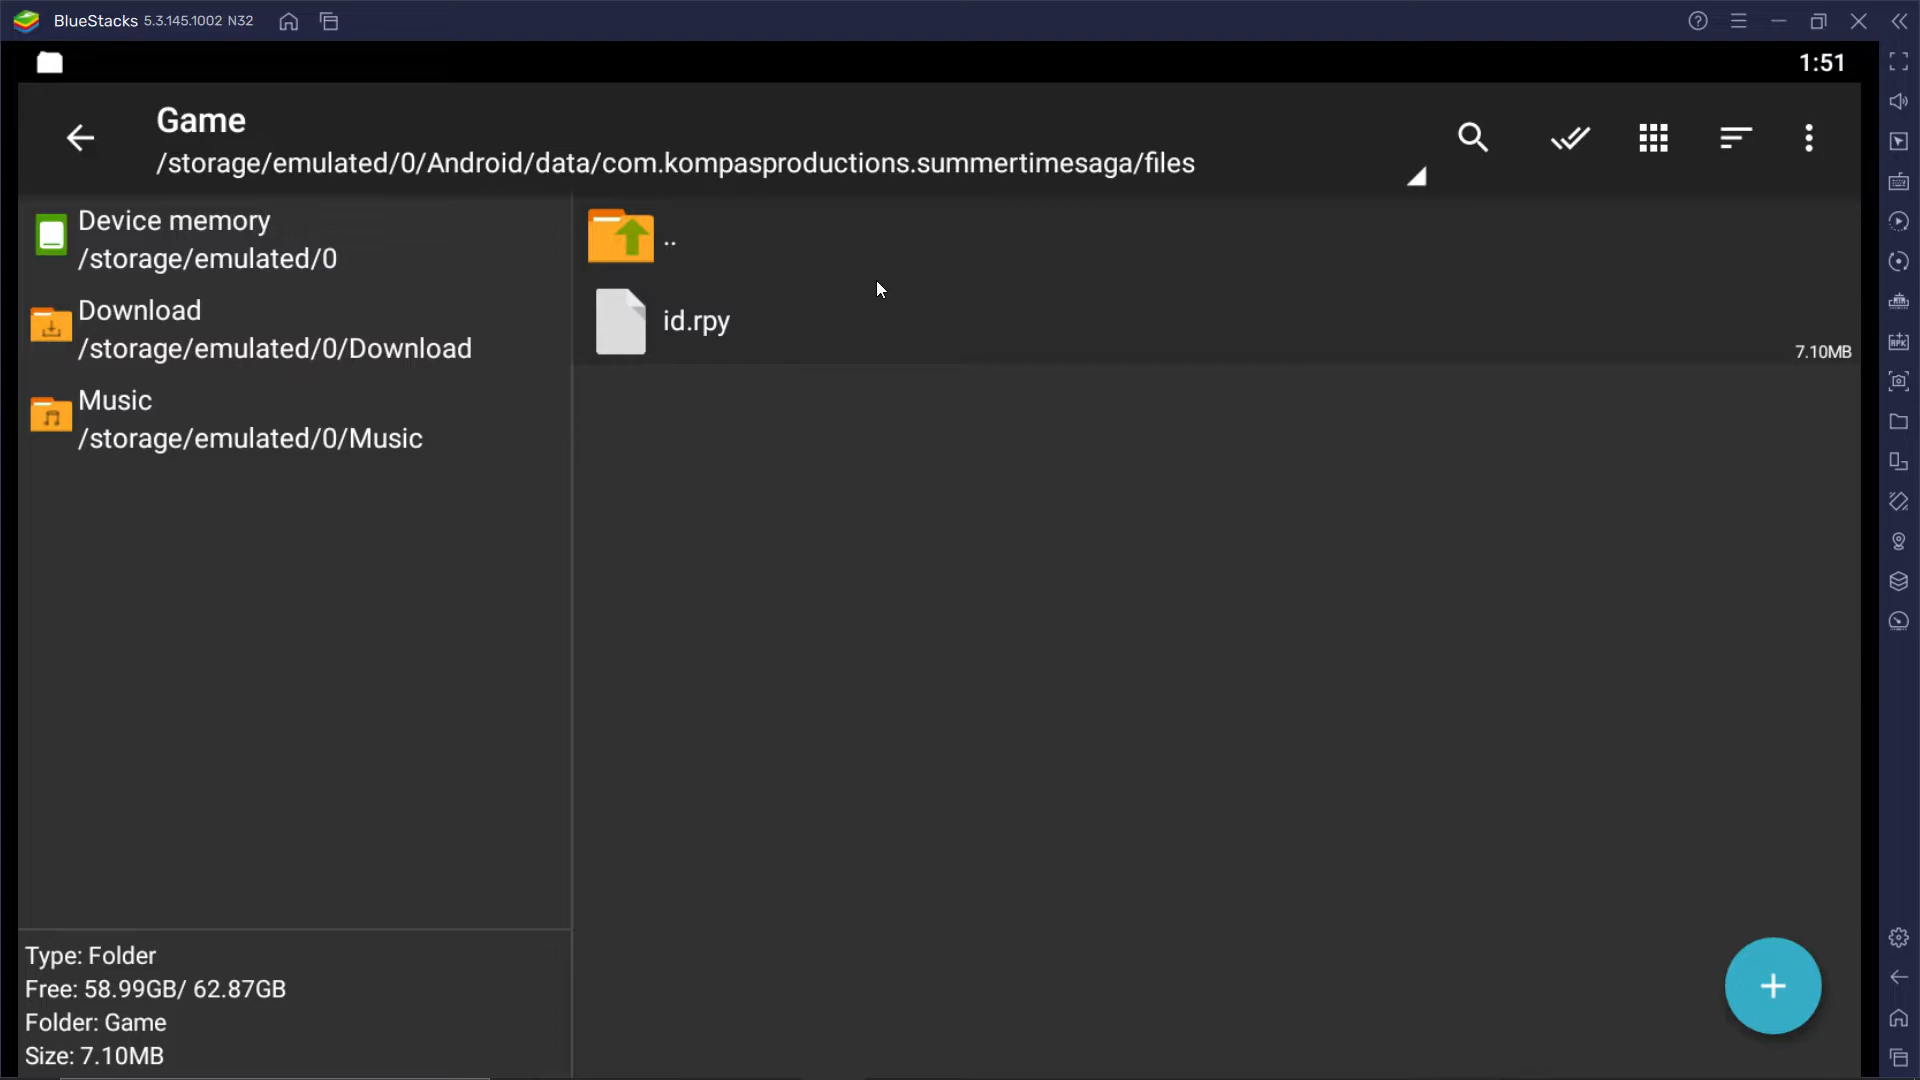 BlueStacks 5.3.145.1002 N32
1:51
Game
/storage/emulated/0/Android/data/com.kompasproductions.summertimesaga/files
Device memory
/storage/emulated/0
Download
/storage/emulated/0/Download
Music
/storage/emulated/0/Music
..
id.rpy
7.10MB
Type: Folder
Free: 58.99GB/ 62.87GB
Folder: Game
Size: 7.10MB